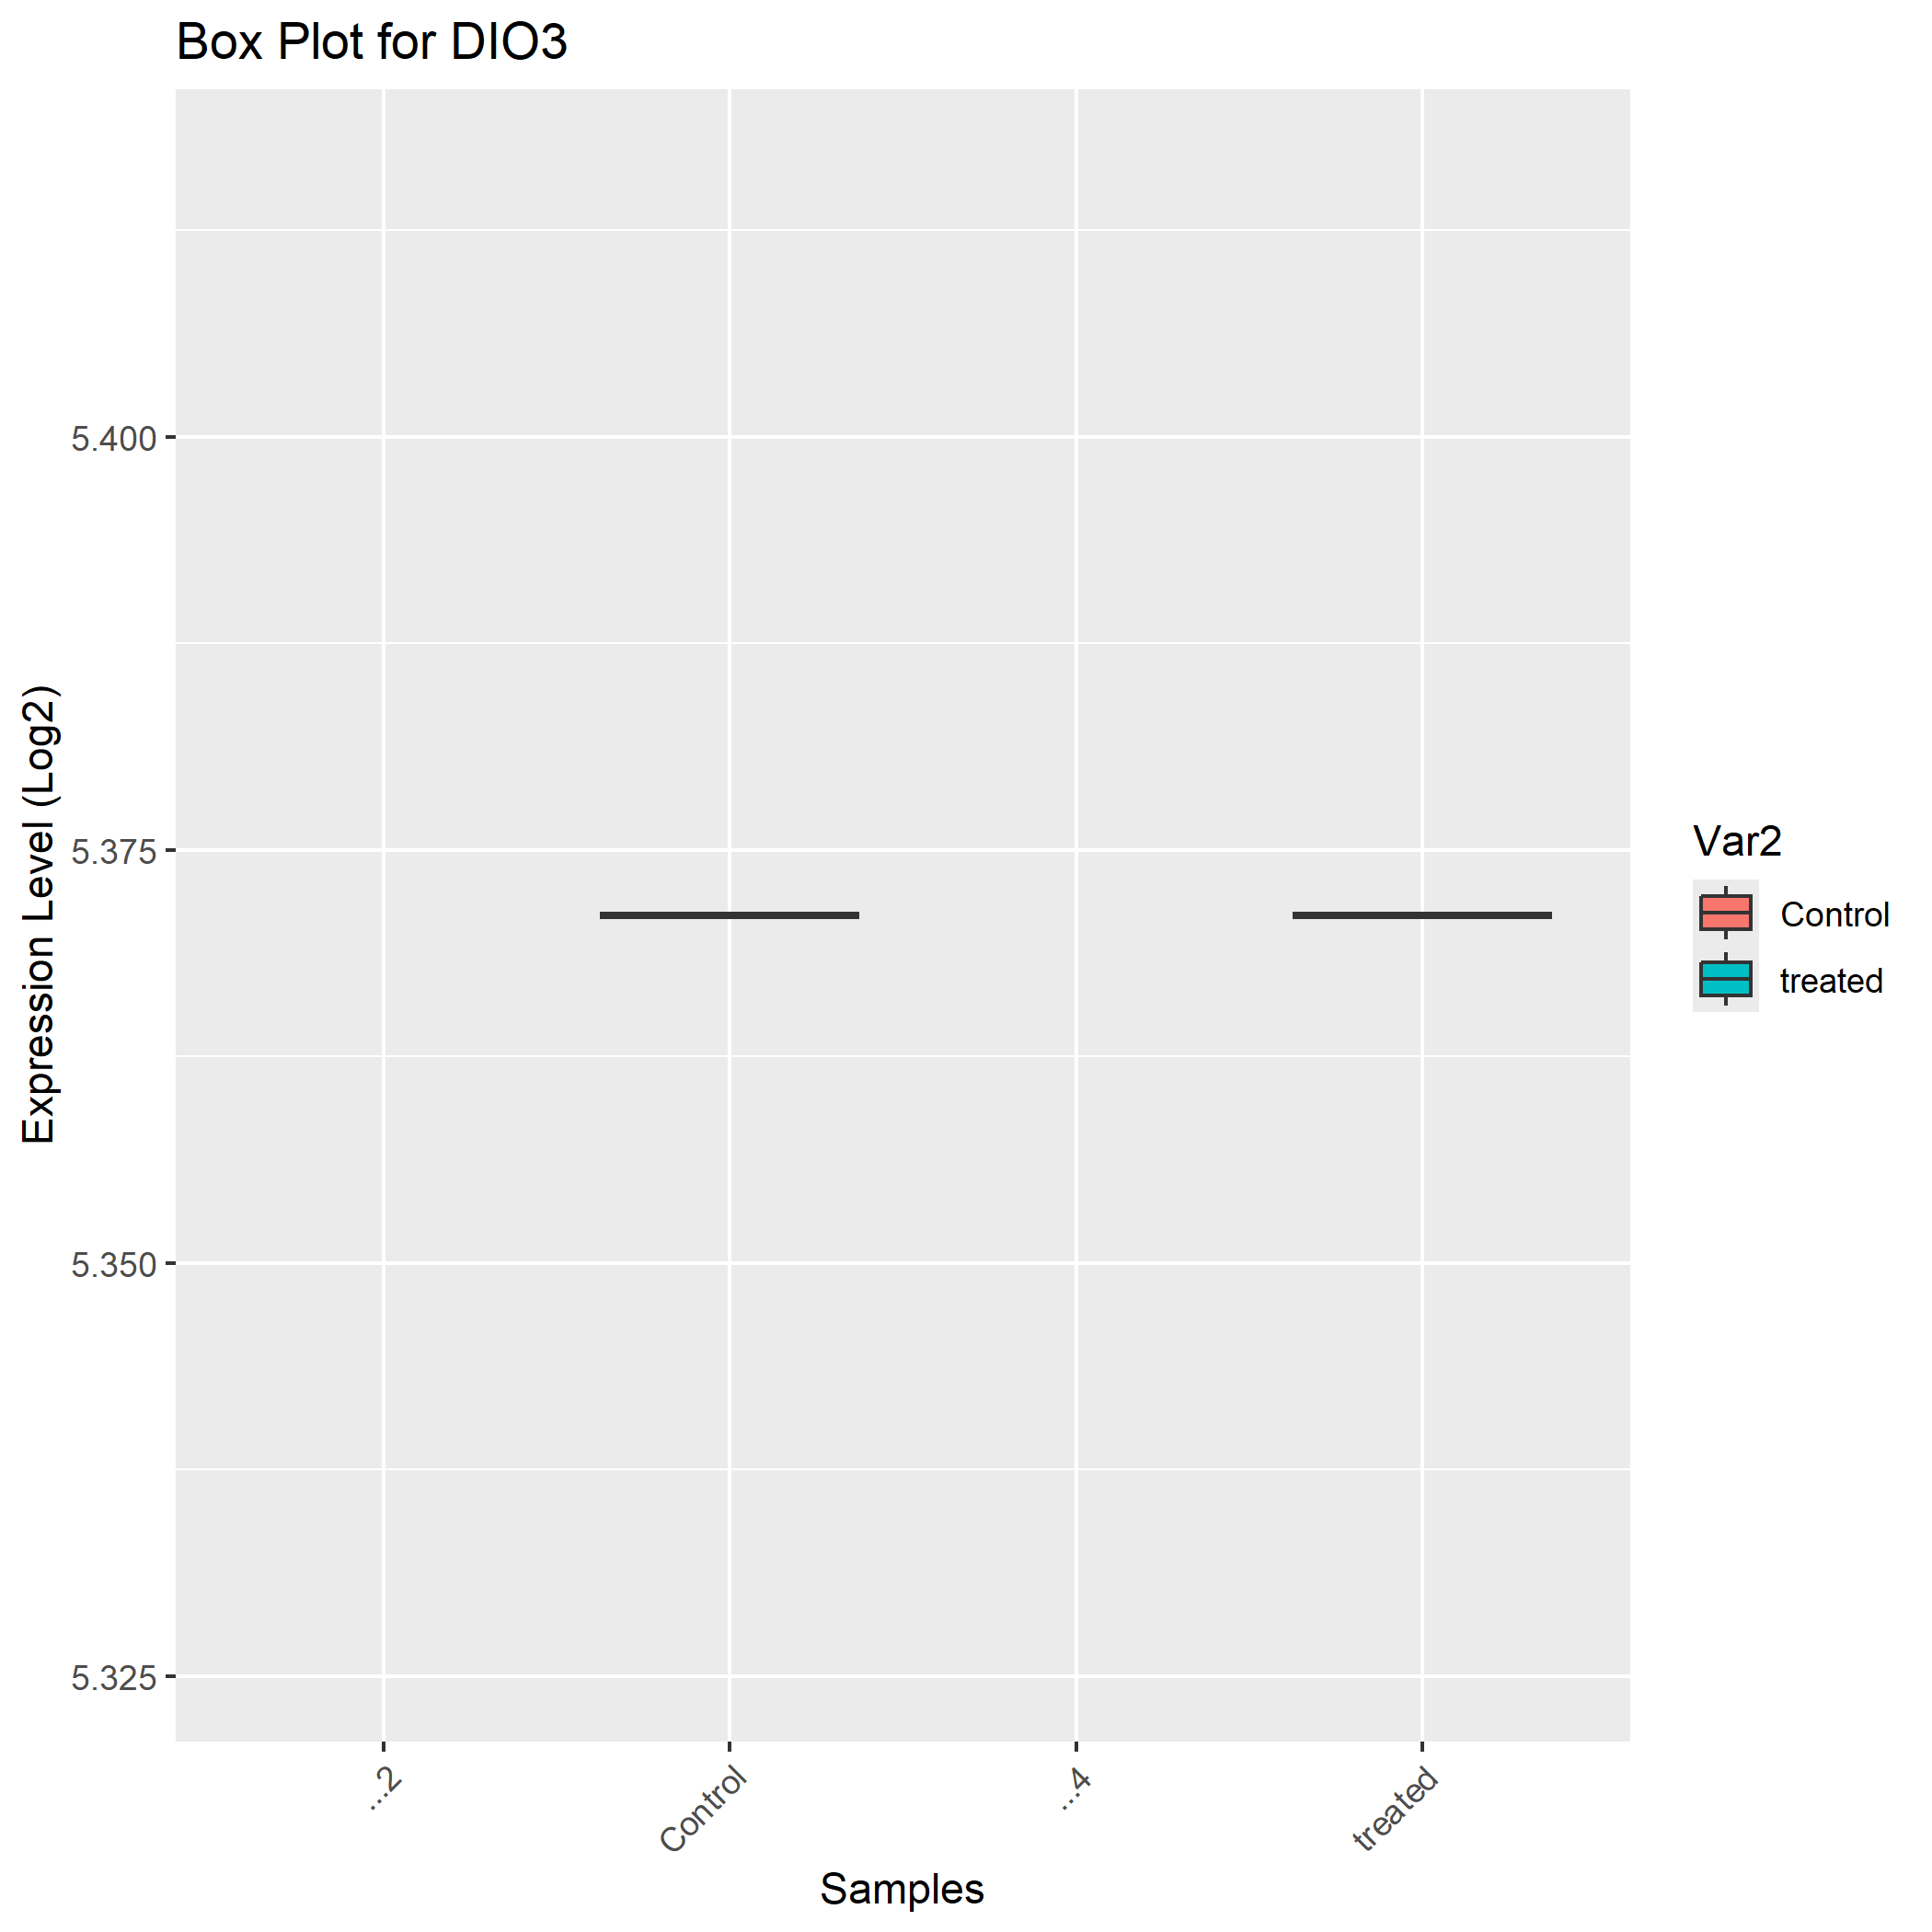 Box Plot for DIO3
Expression Level (Log2)
5.400
5.375
5.350
5.325
...2
Control
...4
treated
Samples
Var2
Control
treated